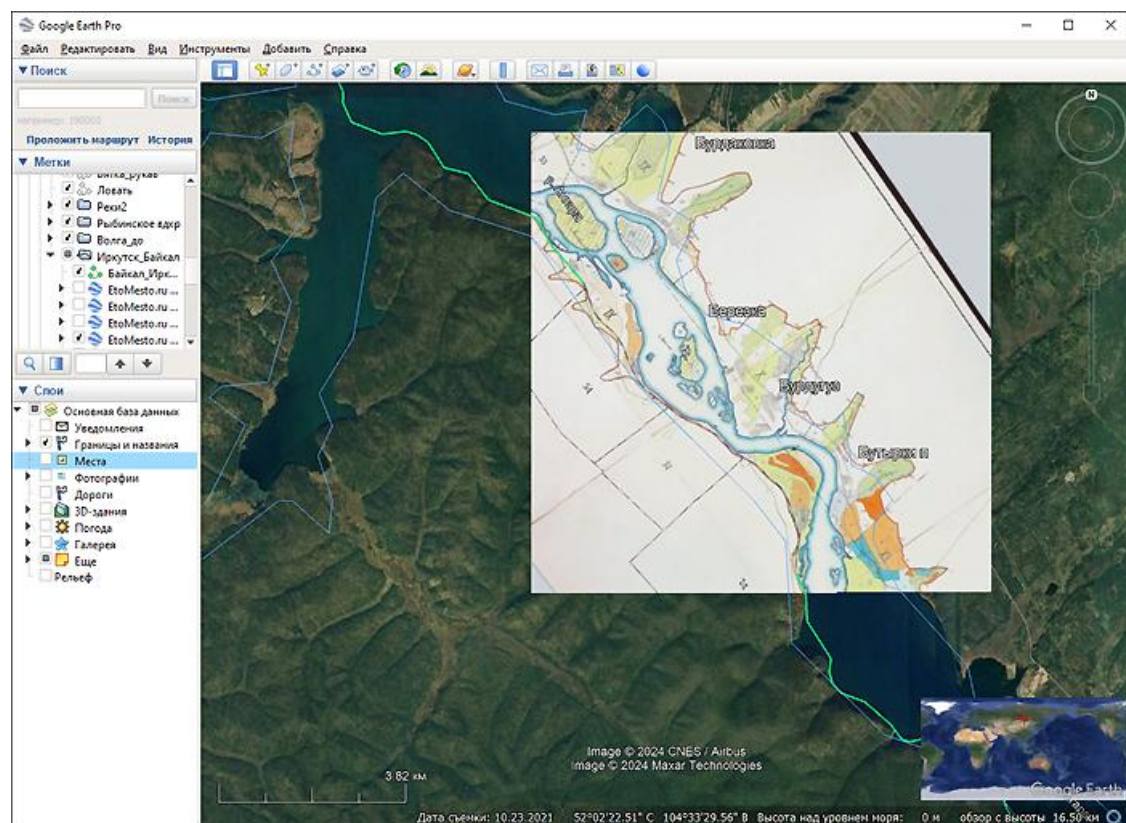 Google Earth Pro
Файл Редактировать Вид Инструменты Добавить Справка
Поиск
Поиск
Проложить маршрут История
Метки
Ловать
Реки2
Рыбинское вдхр
Волга_до
Иркутск_Байкал
Байкал_Ирк...
EtoMesto.ru ...
EtoMesto.ru ...
EtoMesto.ru ...
EtoMesto.ru ...
Слои
Основная база данных
Уведомления
Границы и названия
Места
Фотографии
Дороги
3D-здания
Погода
Галерея
Еще
Рельеф
N
Бурдаковка
Березка
Бурдугуз
Бутырки п
Image © 2024 CNES / Airbus
Image © 2024 Maxar Technologies
3.82 км
Google Earth
Дата съемки: 10.23.2021 52°02'22.51" С 104°33'29.56" В Высота над уровнем моря: 0 м обзор с высоты 16.50 км